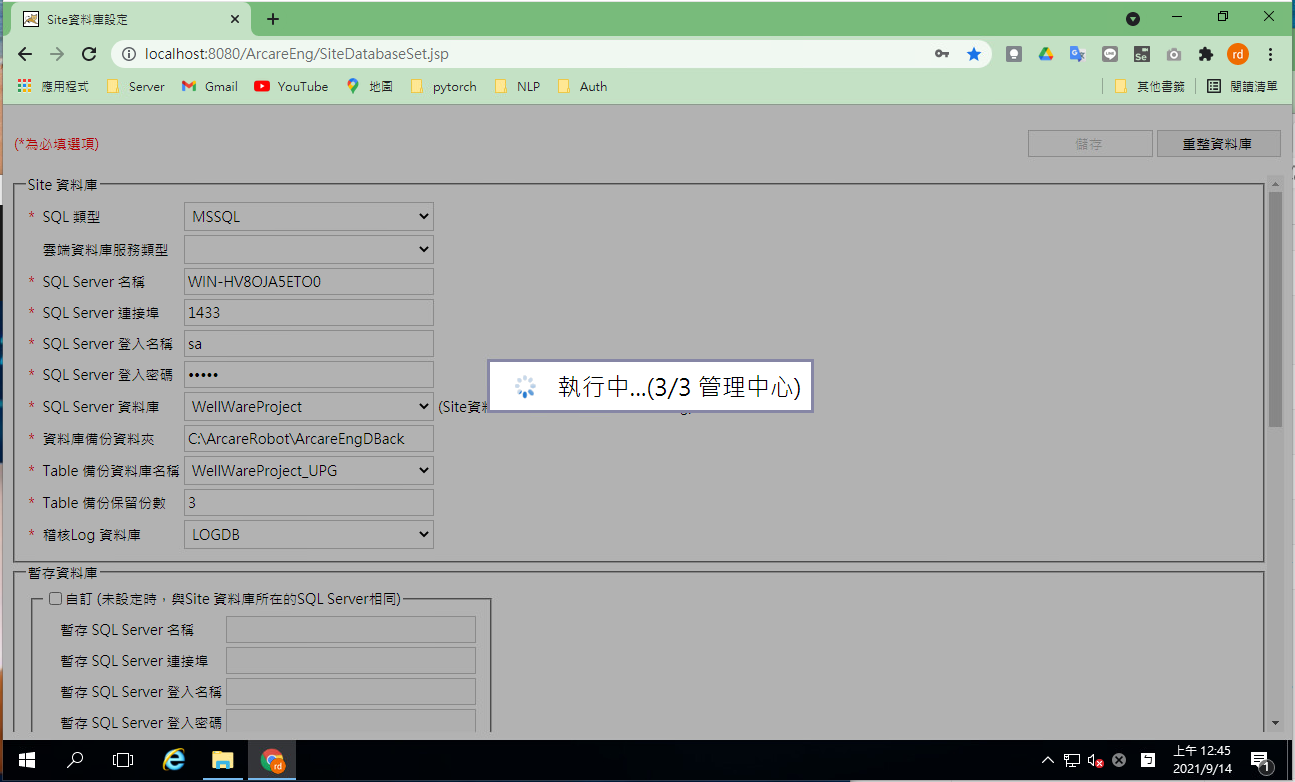 Site資料庫設定
localhost:8080/ArcareEng/SiteDatabaseSet.jsp
rd
應用程式 Server Gmail YouTube 地圖 pytorch NLP Auth 其他書籤 閱讀清單
(*為必填選項)
儲存 重整資料庫
Site 資料庫
* SQL 類型 MSSQL
雲端資料庫服務類型
* SQL Server 名稱 WIN-HV8OJA5ETO0
* SQL Server 連接埠 1433
* SQL Server 登入名稱 sa
* SQL Server 登入密碼 •••••
執行中...(3/3 管理中心)
* SQL Server 資料庫 WellWareProject (Site資料
* 資料庫備份資料夾 C:\ArcareRobot\ArcareEngDBack
* Table 備份資料庫名稱 WellWareProject_UPG
* Table 備份保留份數 3
* 稽核Log 資料庫 LOGDB
暫存資料庫
自訂 (未設定時，與Site 資料庫所在的SQL Server相同)
暫存 SQL Server 名稱
暫存 SQL Server 連接埠
暫存 SQL Server 登入名稱
暫存 SQL Server 登入密碼
上午 12:45
2021/9/14
1